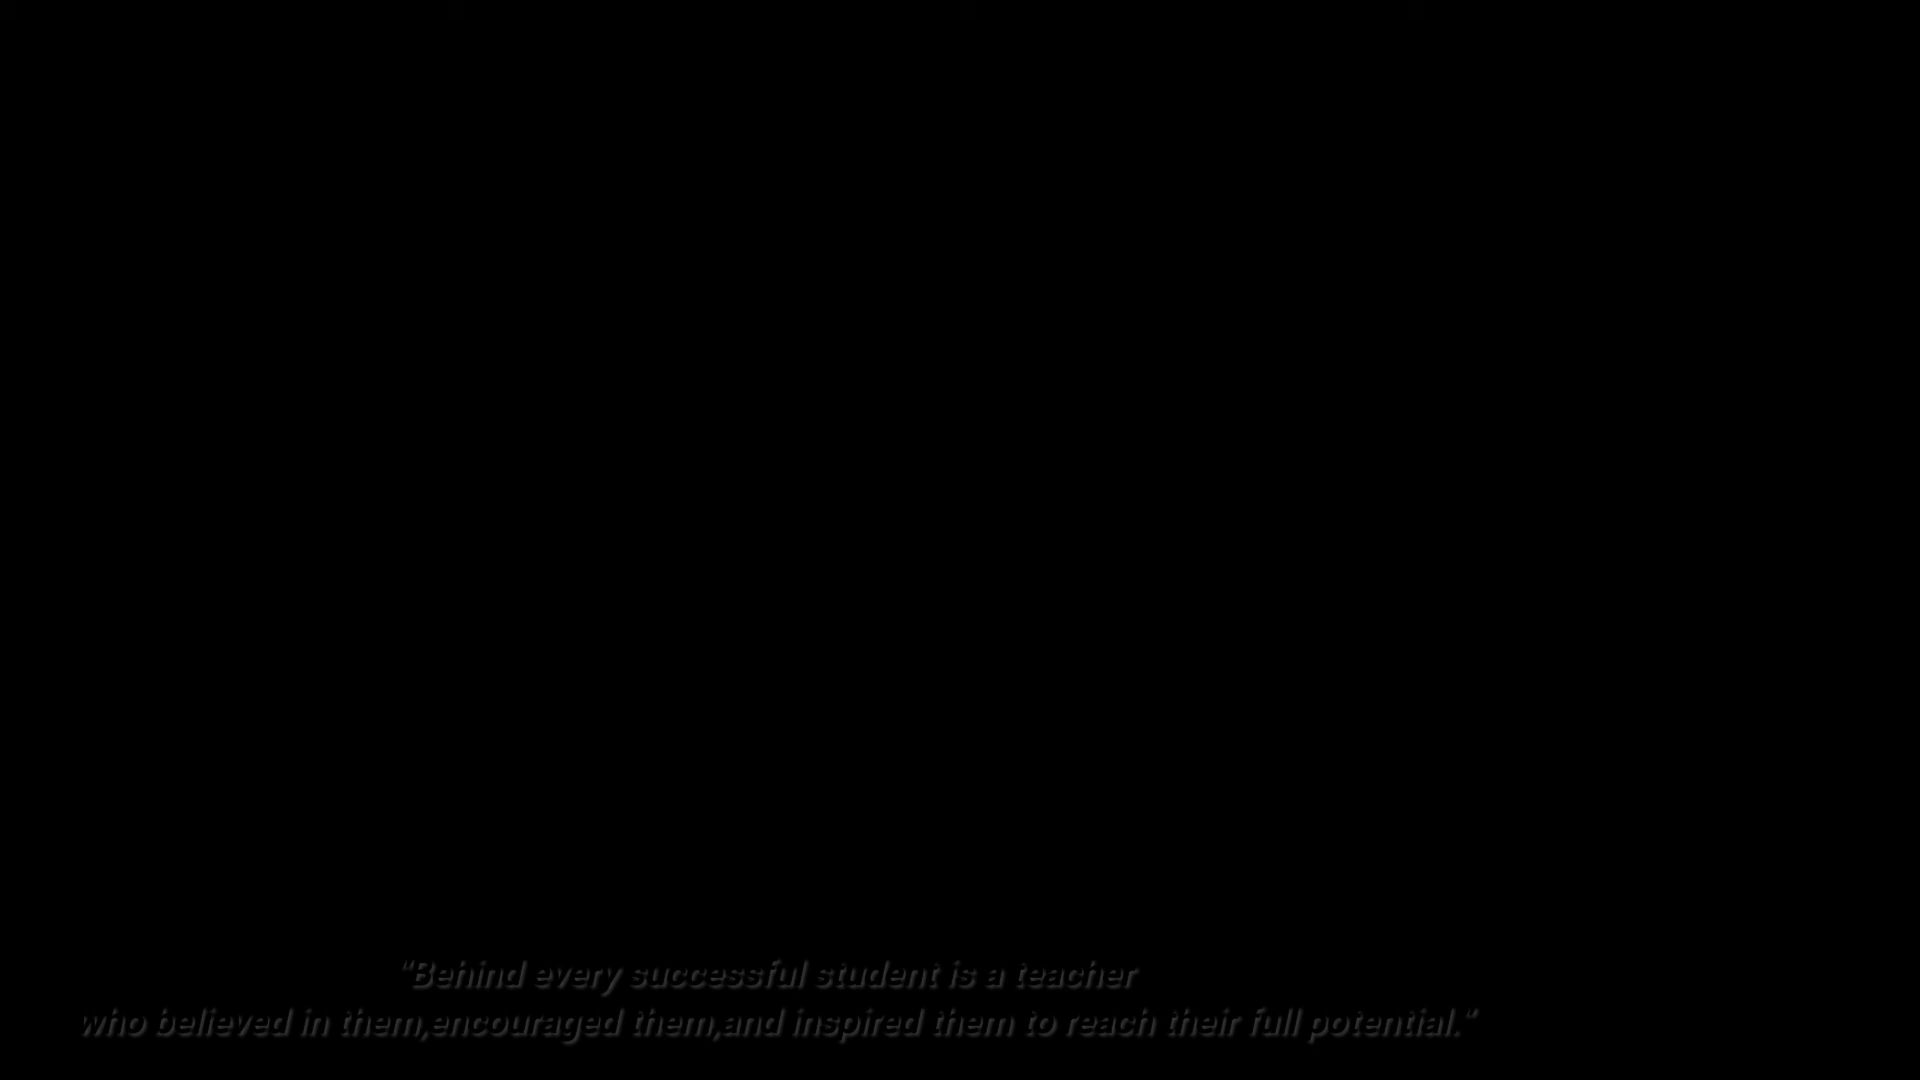 "Behind every successful student is a teacher
who believed in them,encouraged them,and inspired them to reach their full potential."